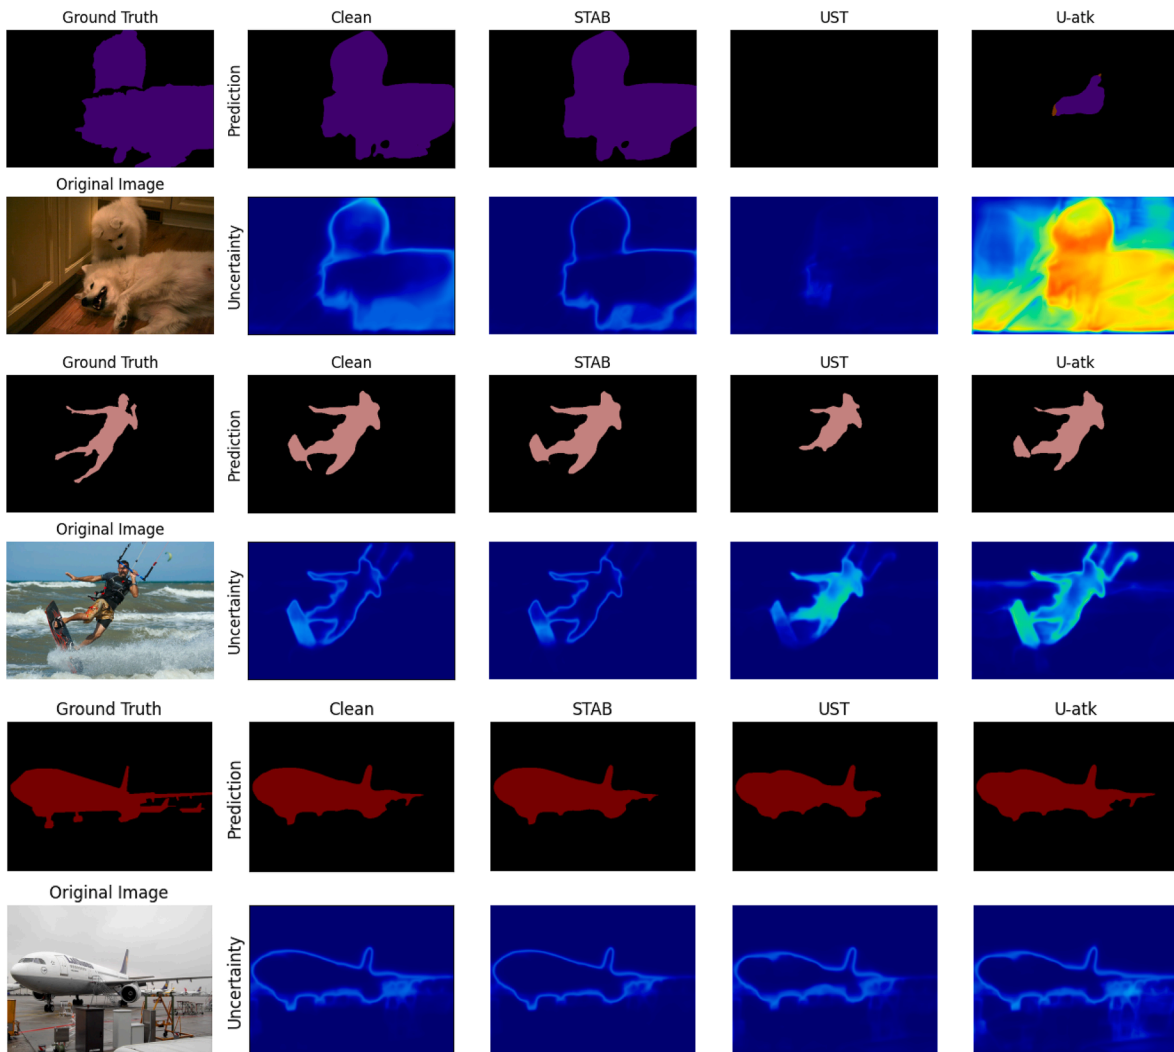 Ground Truth Clean STAB UST U-atk
Prediction
Original Image
Uncertainty
Ground Truth Clean STAB UST U-atk
Prediction
Original Image
Uncertainty
Ground Truth Clean STAB UST U-atk
Prediction
Original Image
Uncertainty